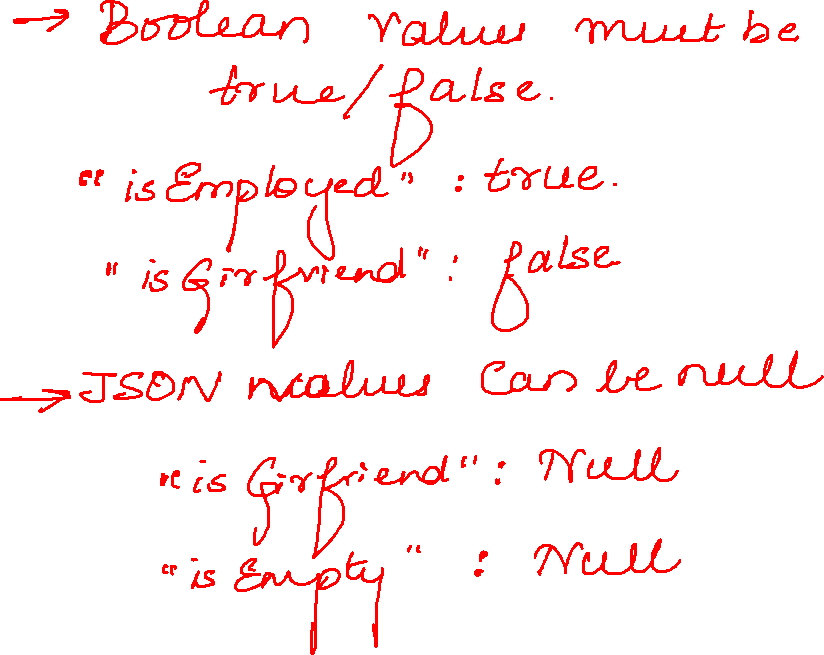 → Boolean values must be
true/false.
"isEmployed" : true.
"isGirfriend" : false
→ JSON values can be null
"isGirfriend" : Null
"isEmpty" : Null